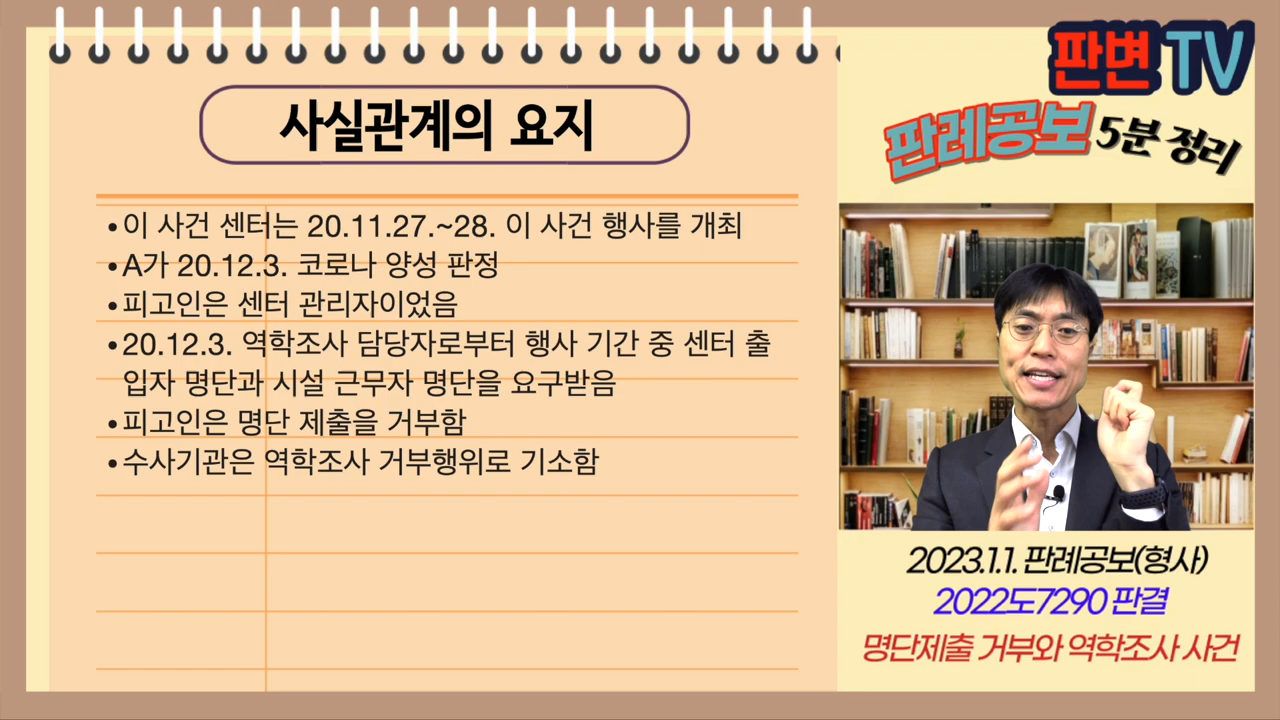 사실관계의 요지
•이 사건 센터는 20.11.27.~28. 이 사건 행사를 개최
•A가 20.12.3. 코로나 양성 판정
•피고인은 센터 관리자이었음
•20.12.3. 역학조사 담당자로부터 행사 기간 중 센터 출
입자 명단과 시설 근무자 명단을 요구받음
•피고인은 명단 제출을 거부함
•수사기관은 역학조사 거부행위로 기소함
판변 TV
판례공보 5분 정리
2023.1.1. 판례공보(형사)
2022도7290 판결
명단제출 거부와 역학조사 사건